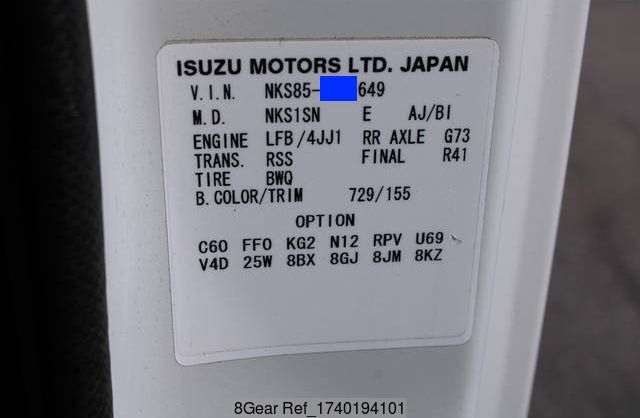 ISUZU MOTORS LTD. JAPAN
V.I.N. NKS85- 649
M.D. NKS1SN E AJ/BI
ENGINE LFB/4JJ1 RR AXLE G73
TRANS. RSS FINAL R41
TIRE BWQ
B.COLOR/TRIM 729/155
OPTION
C60 FF0 KG2 N12 RPV U69
V4D 25W 8BX 8GJ 8JM 8KZ
8Gear Ref_1740194101